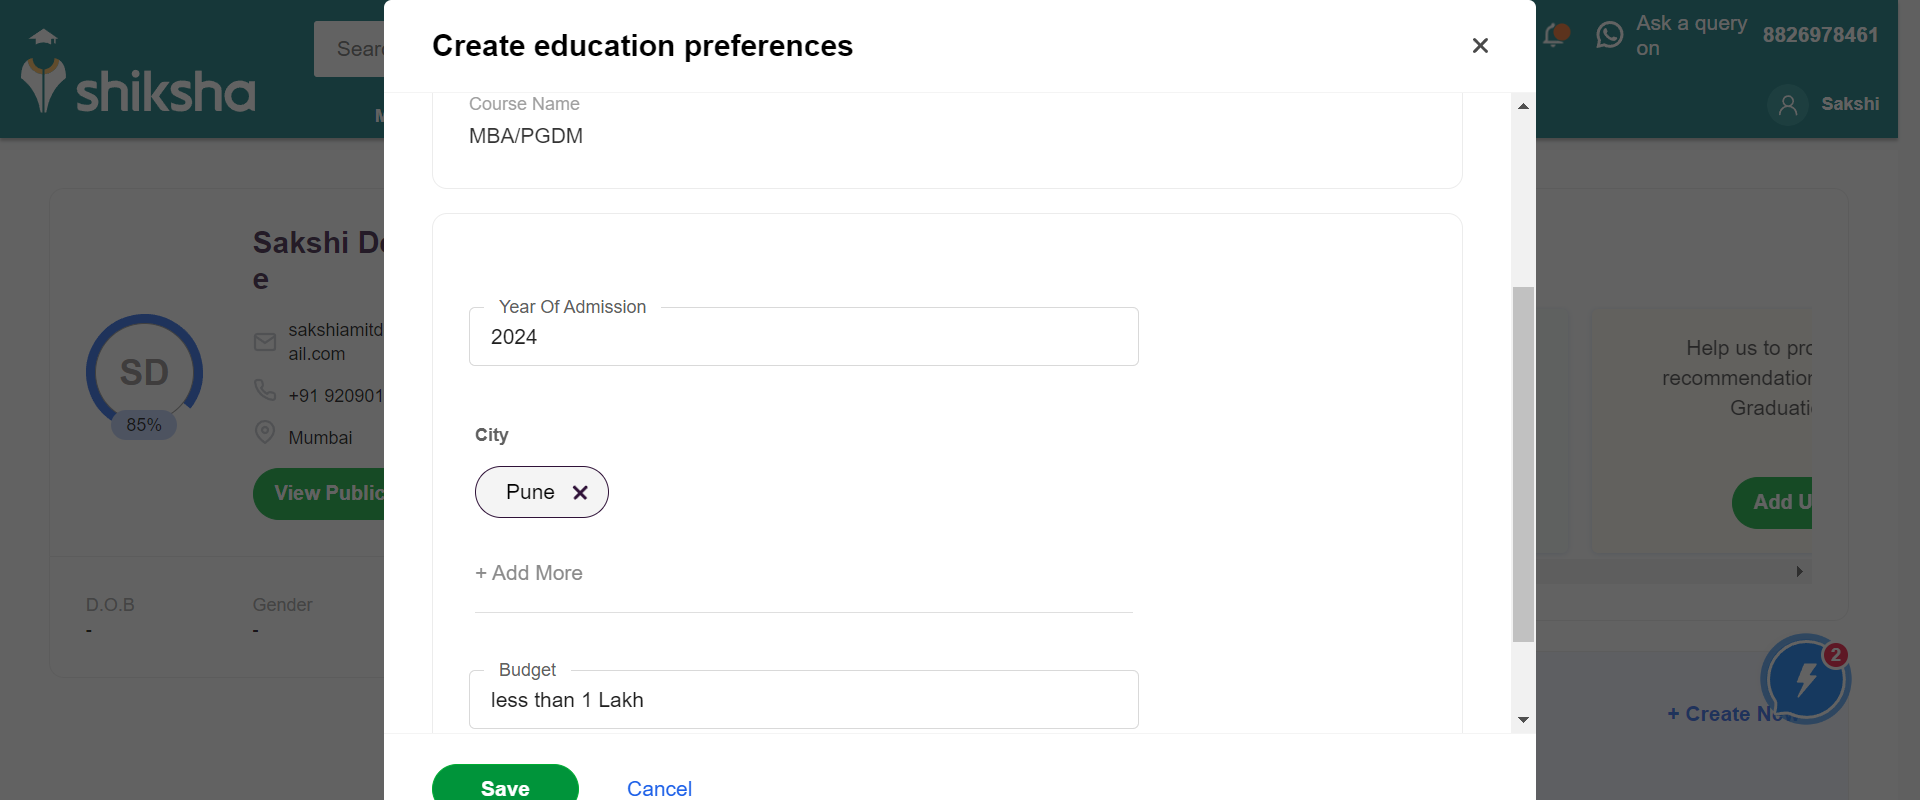 shiksha
Sear
M
Ask a query
on
8826978461
Sakshi
Create education preferences
Course Name
MBA/PGDM
Year Of Admission
2024
City
Pune
+ Add More
Budget
less than 1 Lakh
Save
Cancel
Sakshi De
e
SD
85%
sakshiamitd
ail.com
+91 920901
Mumbai
View Public
D.O.B
-
Gender
-
Help us to pro
recommendation
Graduati
Add U
2
+ Create New